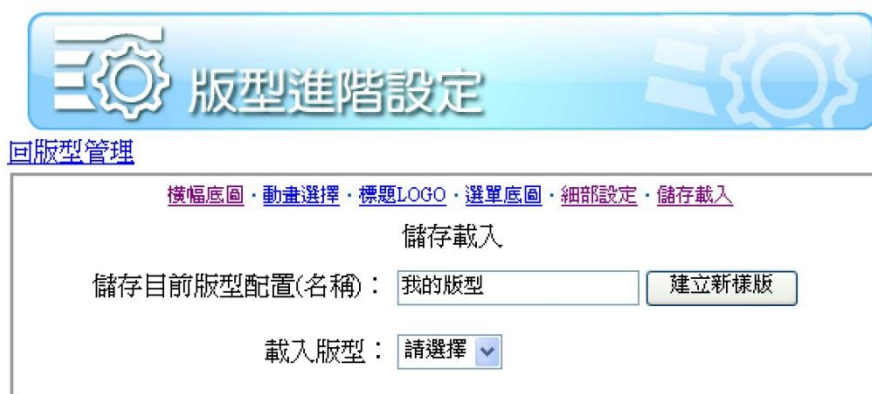 版型進階設定
回版型管理
橫幅底圖·動畫選擇·標題LOGO·選單底圖·細部設定·儲存載入
儲存載入
儲存目前版型配置(名稱)： 我的版型 建立新樣版
載入版型： 請選擇